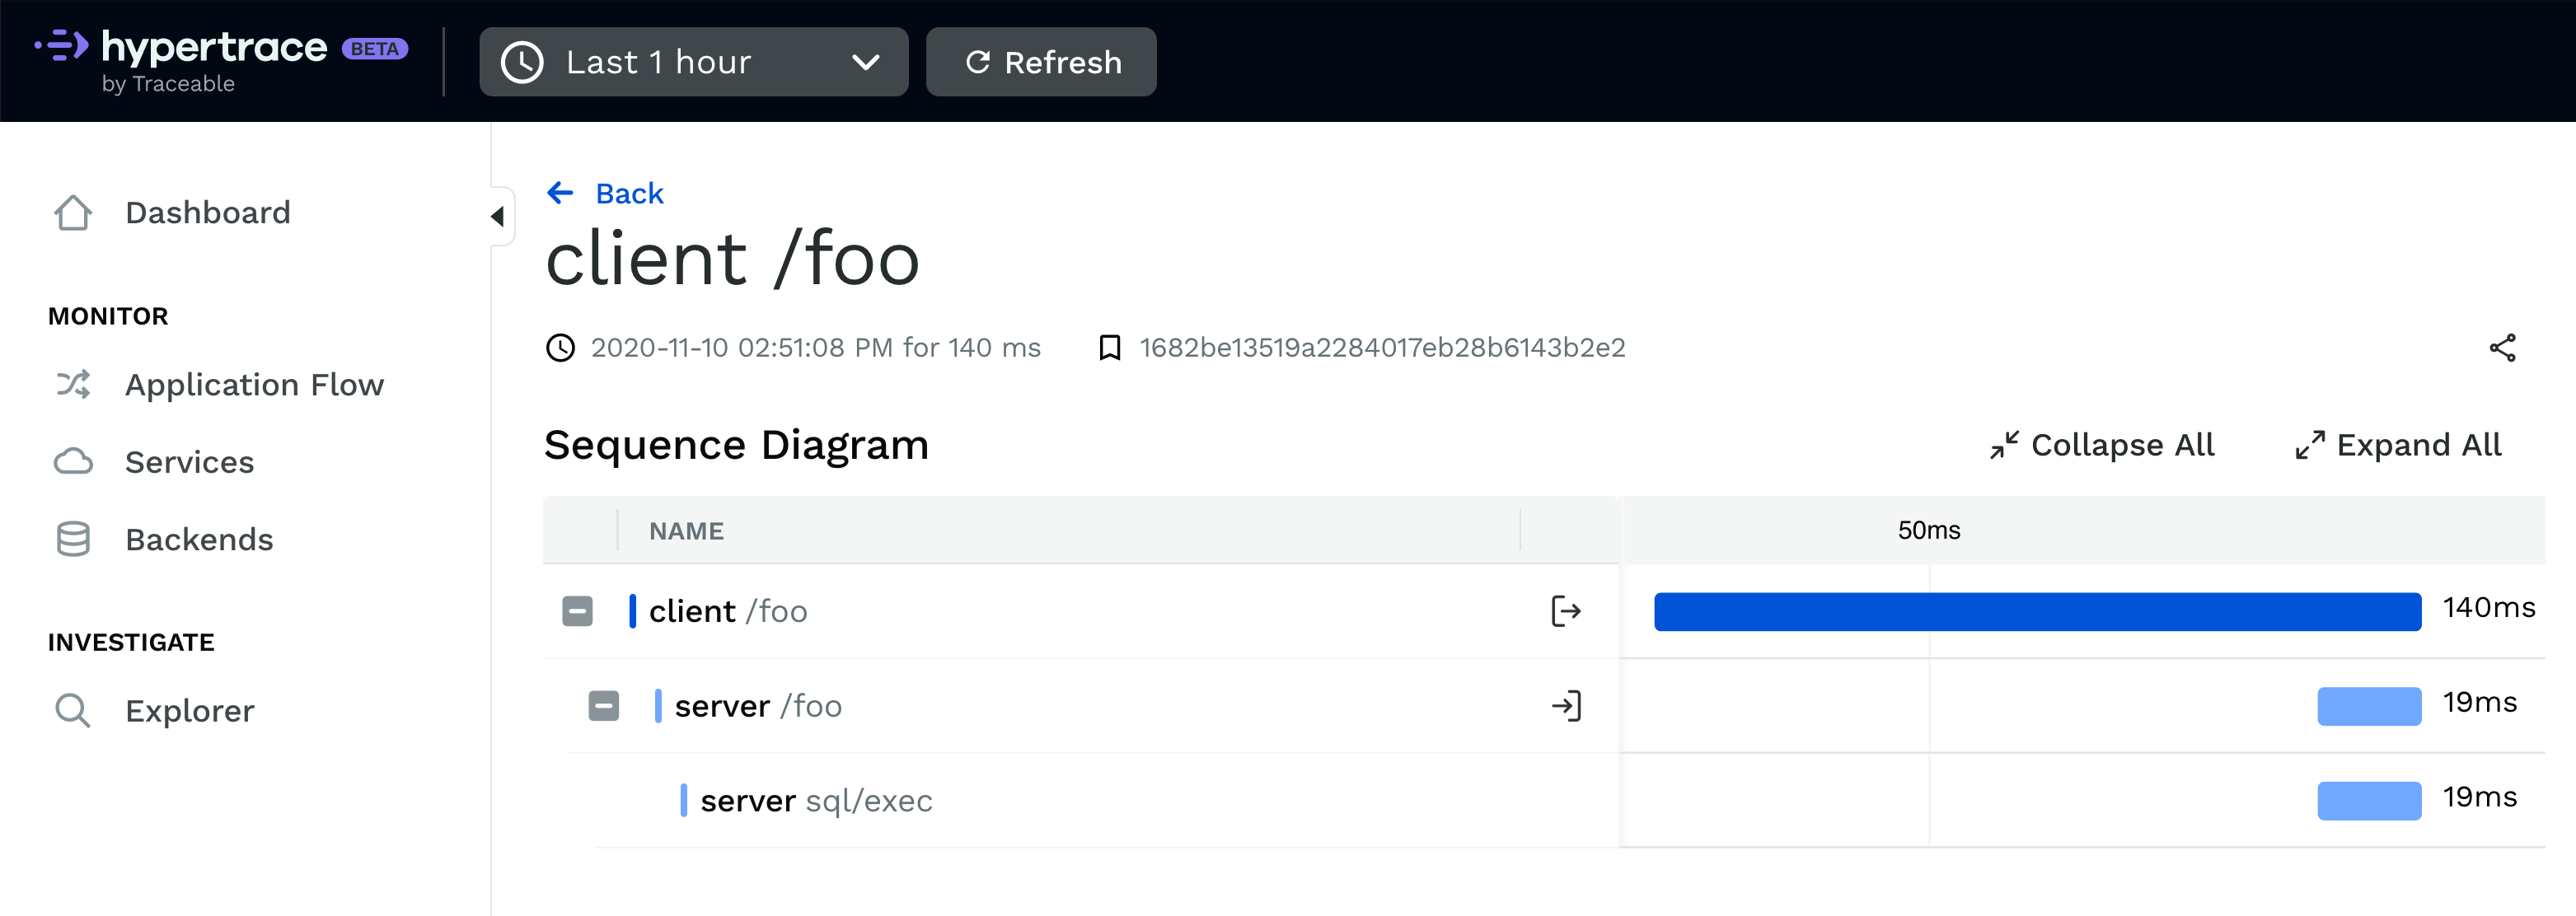 hypertrace BETA
by Traceable
Last 1 hour
Refresh
Dashboard
MONITOR
Application Flow
Services
Backends
INVESTIGATE
Explorer
Back
client /foo
2020-11-10 02:51:08 PM for 140 ms
1682be13519a2284017eb28b6143b2e2
Sequence Diagram
Collapse All
Expand All
NAME
50ms
client /foo
140ms
server /foo
19ms
server sql/exec
19ms